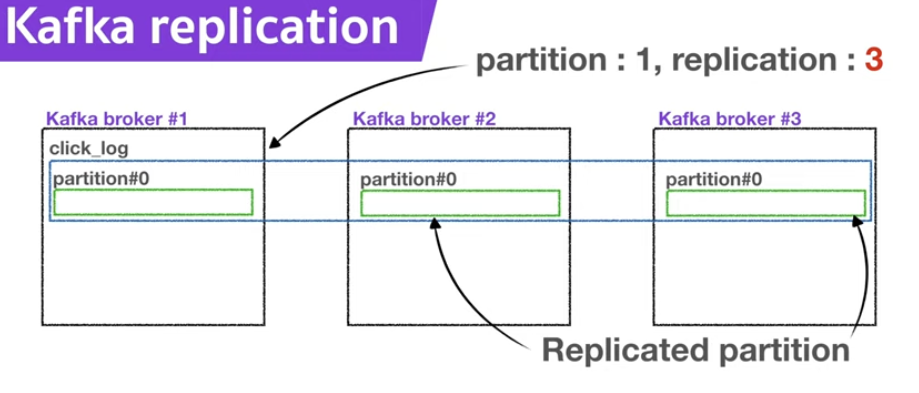 Kafka replication
partition : 1, replication : 3
Kafka broker #1
click_log
partition#0
Kafka broker #2
partition#0
Kafka broker #3
partition#0
Replicated partition